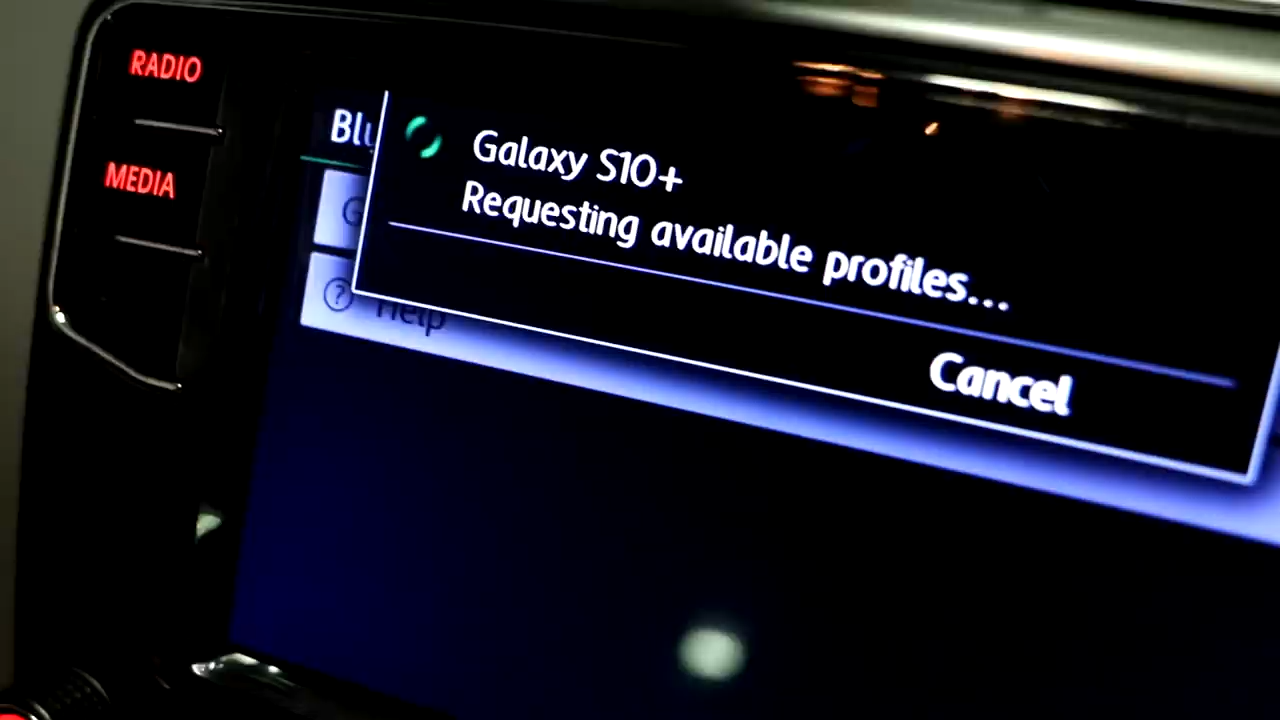 RADIO
MEDIA
Blu
G
Galaxy S10+
Requesting available profiles...
Help
Cancel